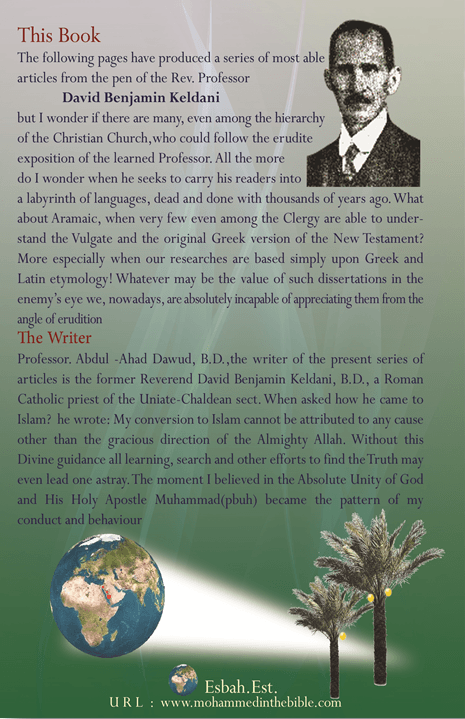 This Book
The following pages have produced a series of most able
articles from the pen of the Rev. Professor
David Benjamin Keldani
but I wonder if there are many, even among the hierarchy
of the Christian Church,who could follow the erudite
exposition of the learned Professor. All the more
do I wonder when he seeks to carry his readers into
a labyrinth of languages, dead and done with thousands of years ago. What
about Aramaic, when very few even among the Clergy are able to under-
stand the Vulgate and the original Greek version of the New Testament?
More especially when our researches are based simply upon Greek and
Latin etymology! Whatever may be the value of such dissertations in the
enemy's eye we, nowadays, are absolutely incapable of appreciating them from the
angle of erudition
The Writer
Professor. Abdul -Ahad Dawud, B.D.,the writer of the present series of
articles is the former Reverend David Benjamin Keldani, B.D., a Roman
Catholic priest of the Uniate-Chaldean sect. When asked how he came to
Islam? he wrote: My conversion to Islam cannot be attributed to any cause
other than the gracious direction of the Almighty Allah. Without this
Divine guidance all learning, search and other efforts to find the Truth may
even lead one astray. The moment I believed in the Absolute Unity of God
and His Holy Apostle Muhammad(pbuh) became the pattern of my
conduct and behaviour
Esbah.Est.
URL : www.mohammedinthebible.com